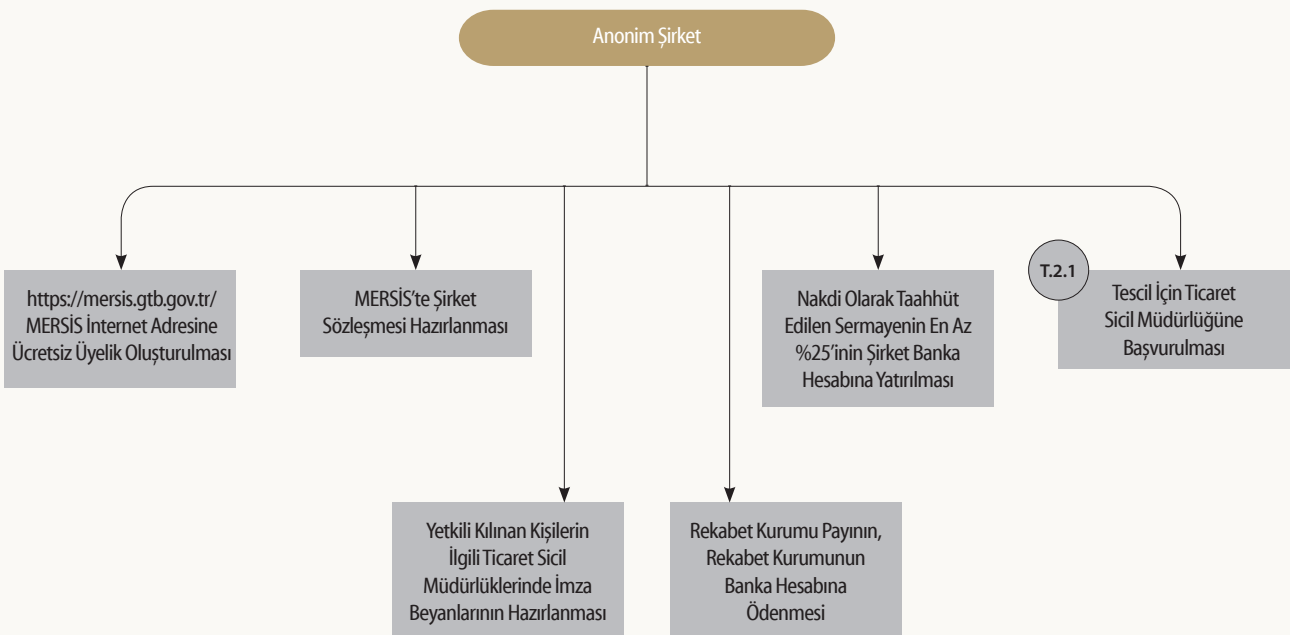 Anonim Şirket
https://mersis.gtb.gov.tr/
MERSİS İnternet Adresine
Ücretsiz Üyelik Oluşturulması
MERSİS'te Şirket
Sözleşmesi Hazırlanması
Yetkili Kılınan Kişilerin
İlgili Ticaret Sicil
Müdürlüklerinde İmza
Beyanlarının Hazırlanması
Rekabet Kurumu Payının,
Rekabet Kurumunun
Banka Hesabına
Ödenmesi
Nakdi Olarak Taahhüt
Edilen Sermayenin En Az
%25'inin Şirket Banka
Hesabına Yatırılması
T.2.1
Tescil İçin Ticaret
Sicil Müdürlüğüne
Başvurulması